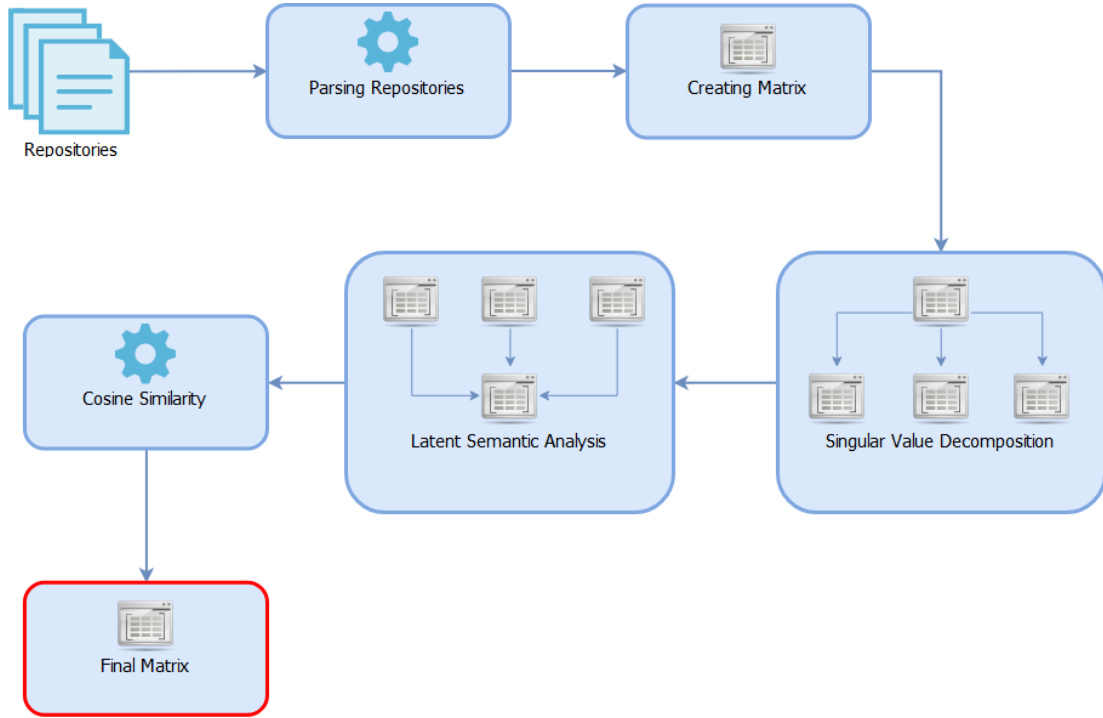 Repositories
Parsing Repositories
Creating Matrix
Singular Value Decomposition
Latent Semantic Analysis
Cosine Similarity
Final Matrix